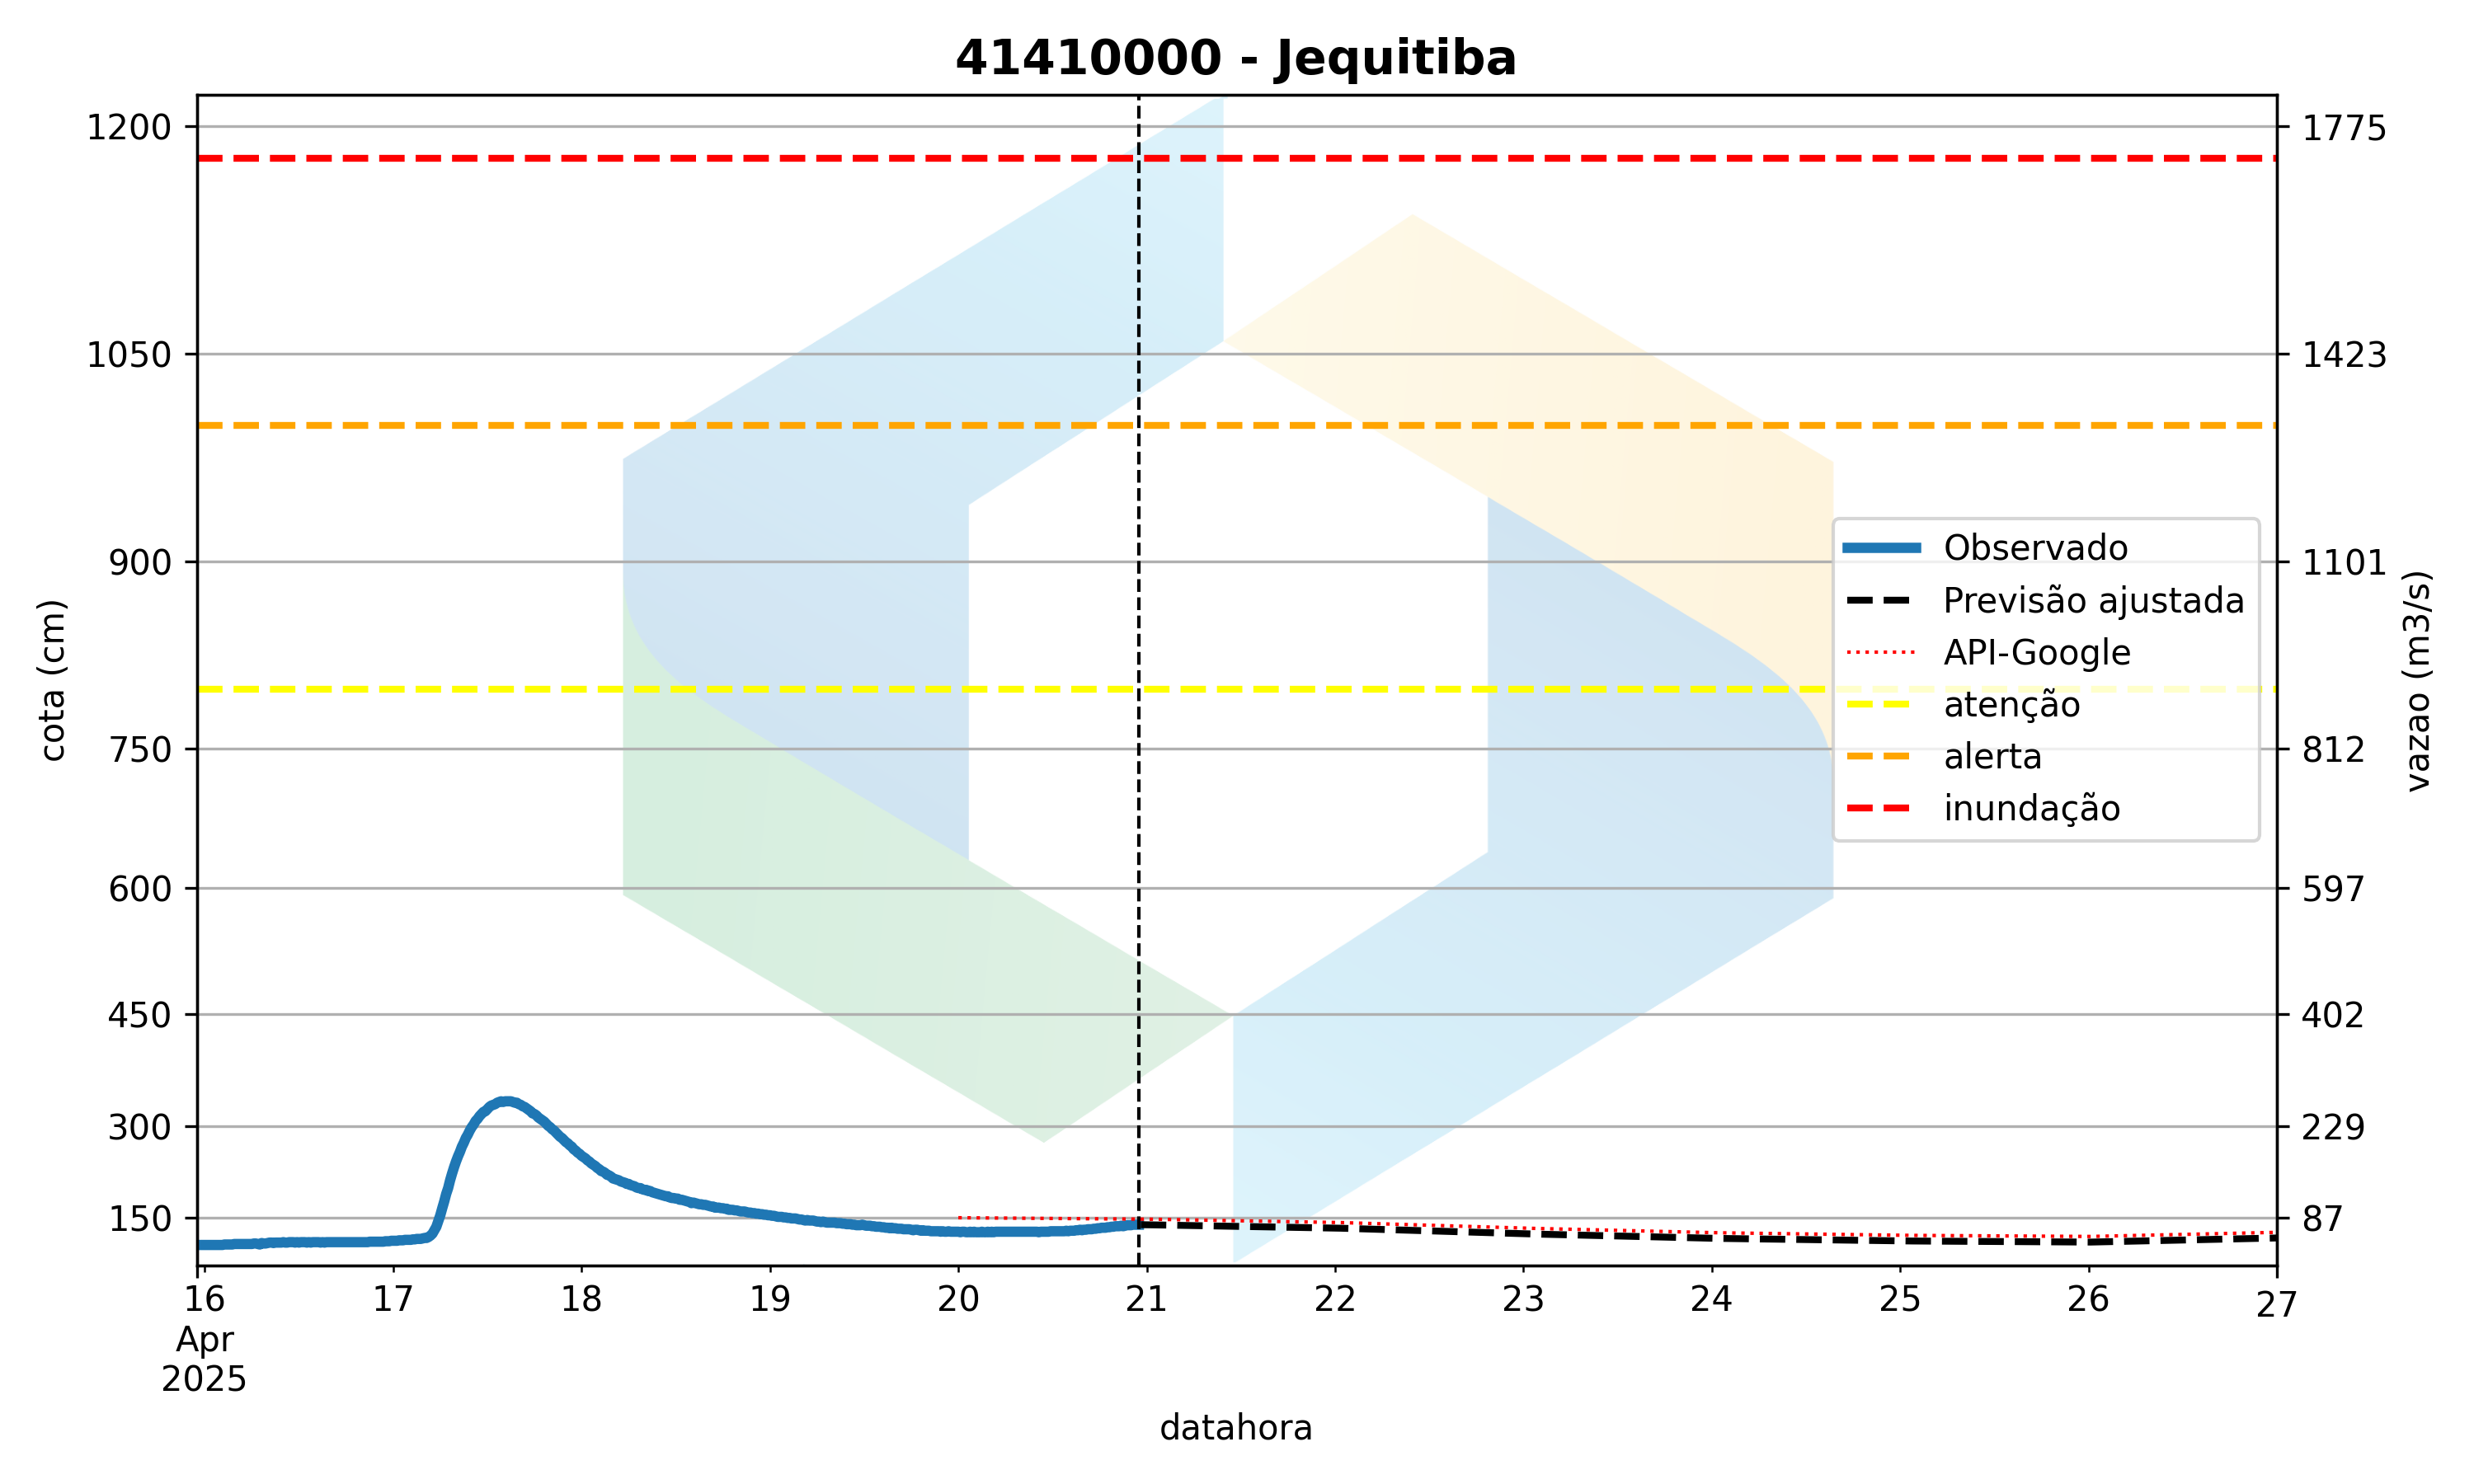 41410000 - Jequitiba
1200
1050
900
750
600
450
300
150
cota (cm)
1775
1423
1101
812
597
402
229
87
vazao (m3/s)
Observado
Previsão ajustada
API-Google
atenção
alerta
inundação
16 17 18 19 20 21 22 23 24 25 26 27
Apr
2025
datahora